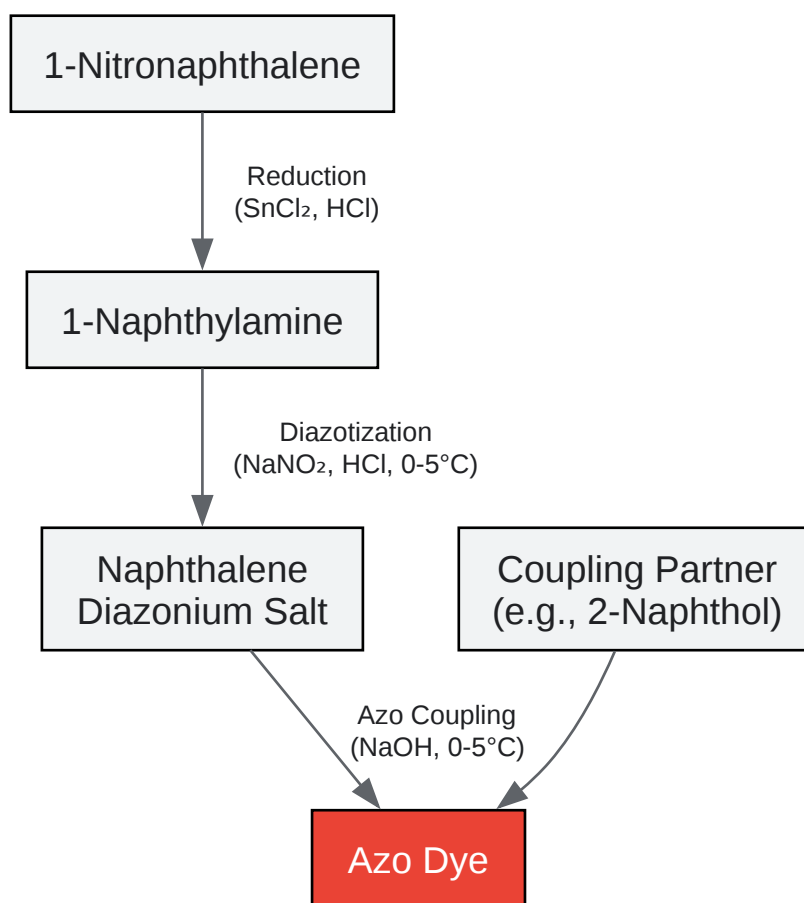 1-Nitronaphthalene
Reduction
(SnCl₂, HCl)
1-Naphthylamine
Diazotization
(NaNO₂, HCl, 0-5°C)
Naphthalene
Diazonium Salt
Coupling Partner
(e.g., 2-Naphthol)
Azo Coupling
(NaOH, 0-5°C)
Azo Dye